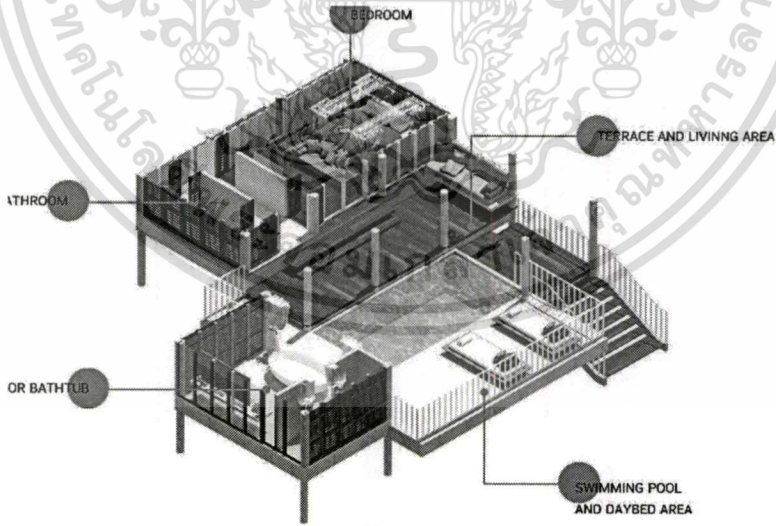 BEDROOM
TERRACE AND LIVINNG AREA
ATHROOM
OR BATHTUB
SWIMMING POOL
AND DAYBED AREA